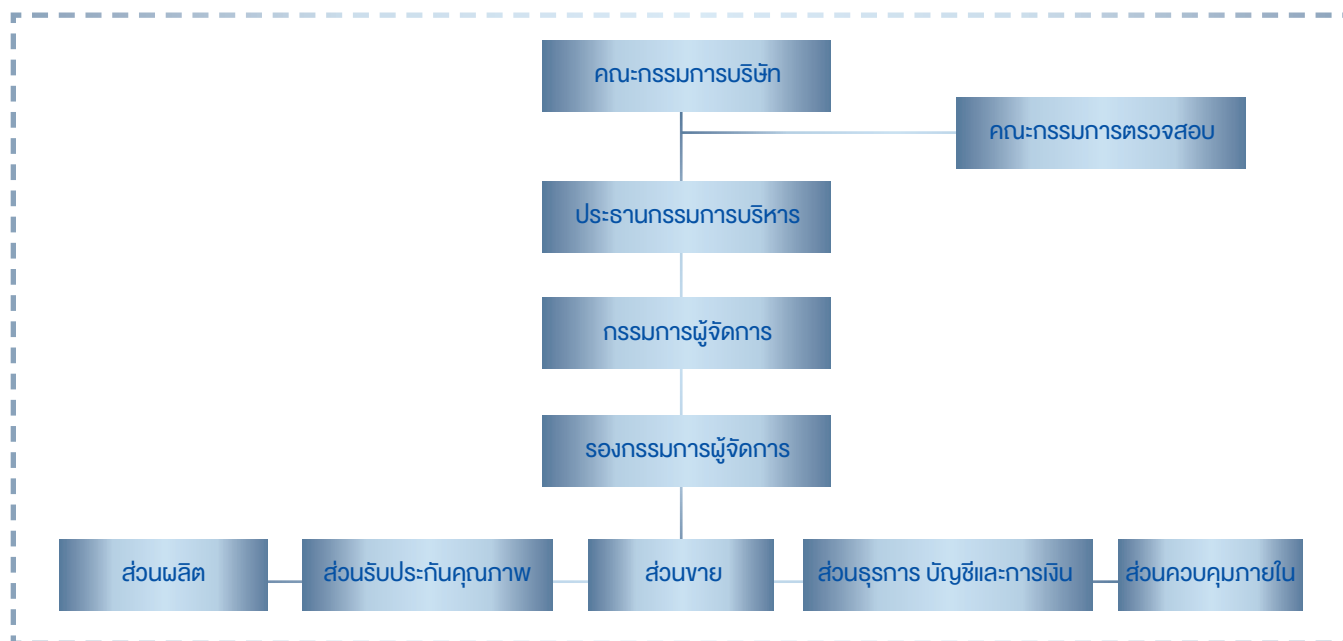 คณะกรรมการบริษัท
คณะกรรมการตรวจสอบ
ประธานกรรมการบริหาร
กรรมการผู้จัดการ
รองกรรมการผู้จัดการ
ส่วนผลิต
ส่วนรับประกันคุณภาพ
ส่วนขาย
ส่วนธุรการ บัญชีและการเงิน
ส่วนควบคุมภายใน